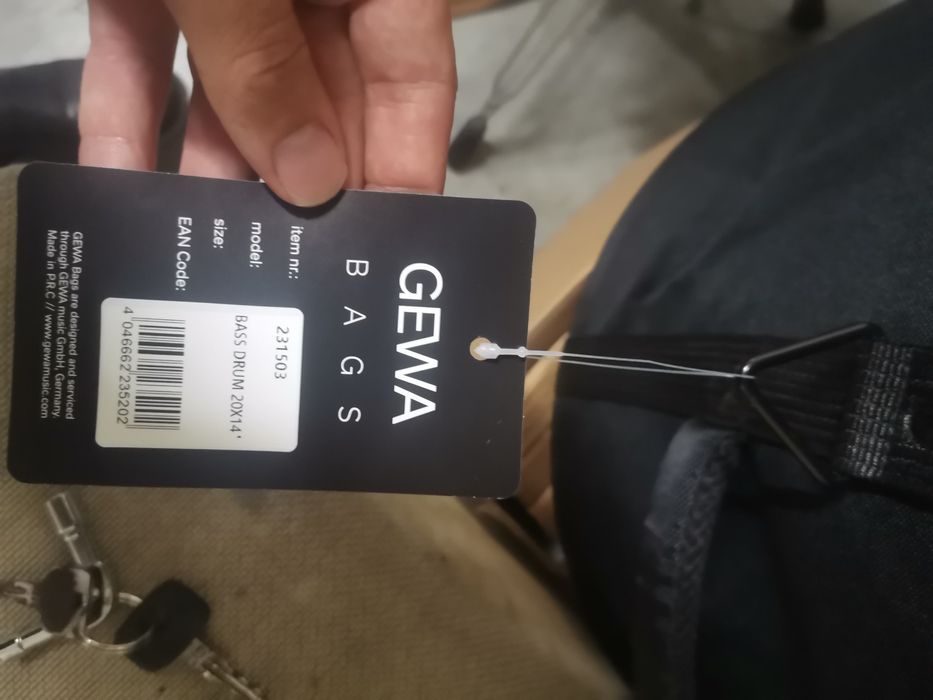 GEWA
BAGS
item nr.:
231503
model:
BASS DRUM 20X14'
size:
EAN Code:
4 046662 235202
GEWA Bags are designed and serviced
through GEWA music GmbH, Germany.
Made in P.R.C // www.gewamusic.com